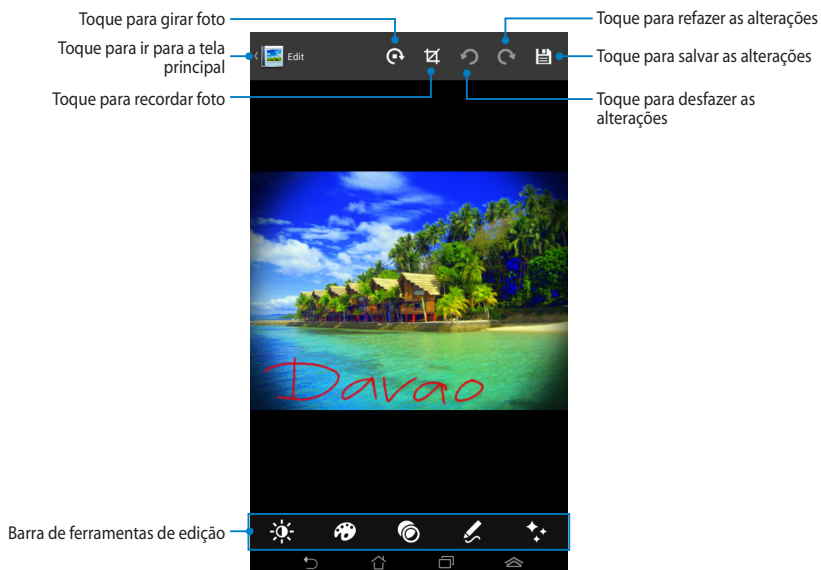 Toque para girar foto
Toque para ir para a tela
principal
Toque para recordar foto
Toque para refazer as alterações
Toque para salvar as alterações
Toque para desfazer as
alterações
Edit
Davao
Barra de ferramentas de edição